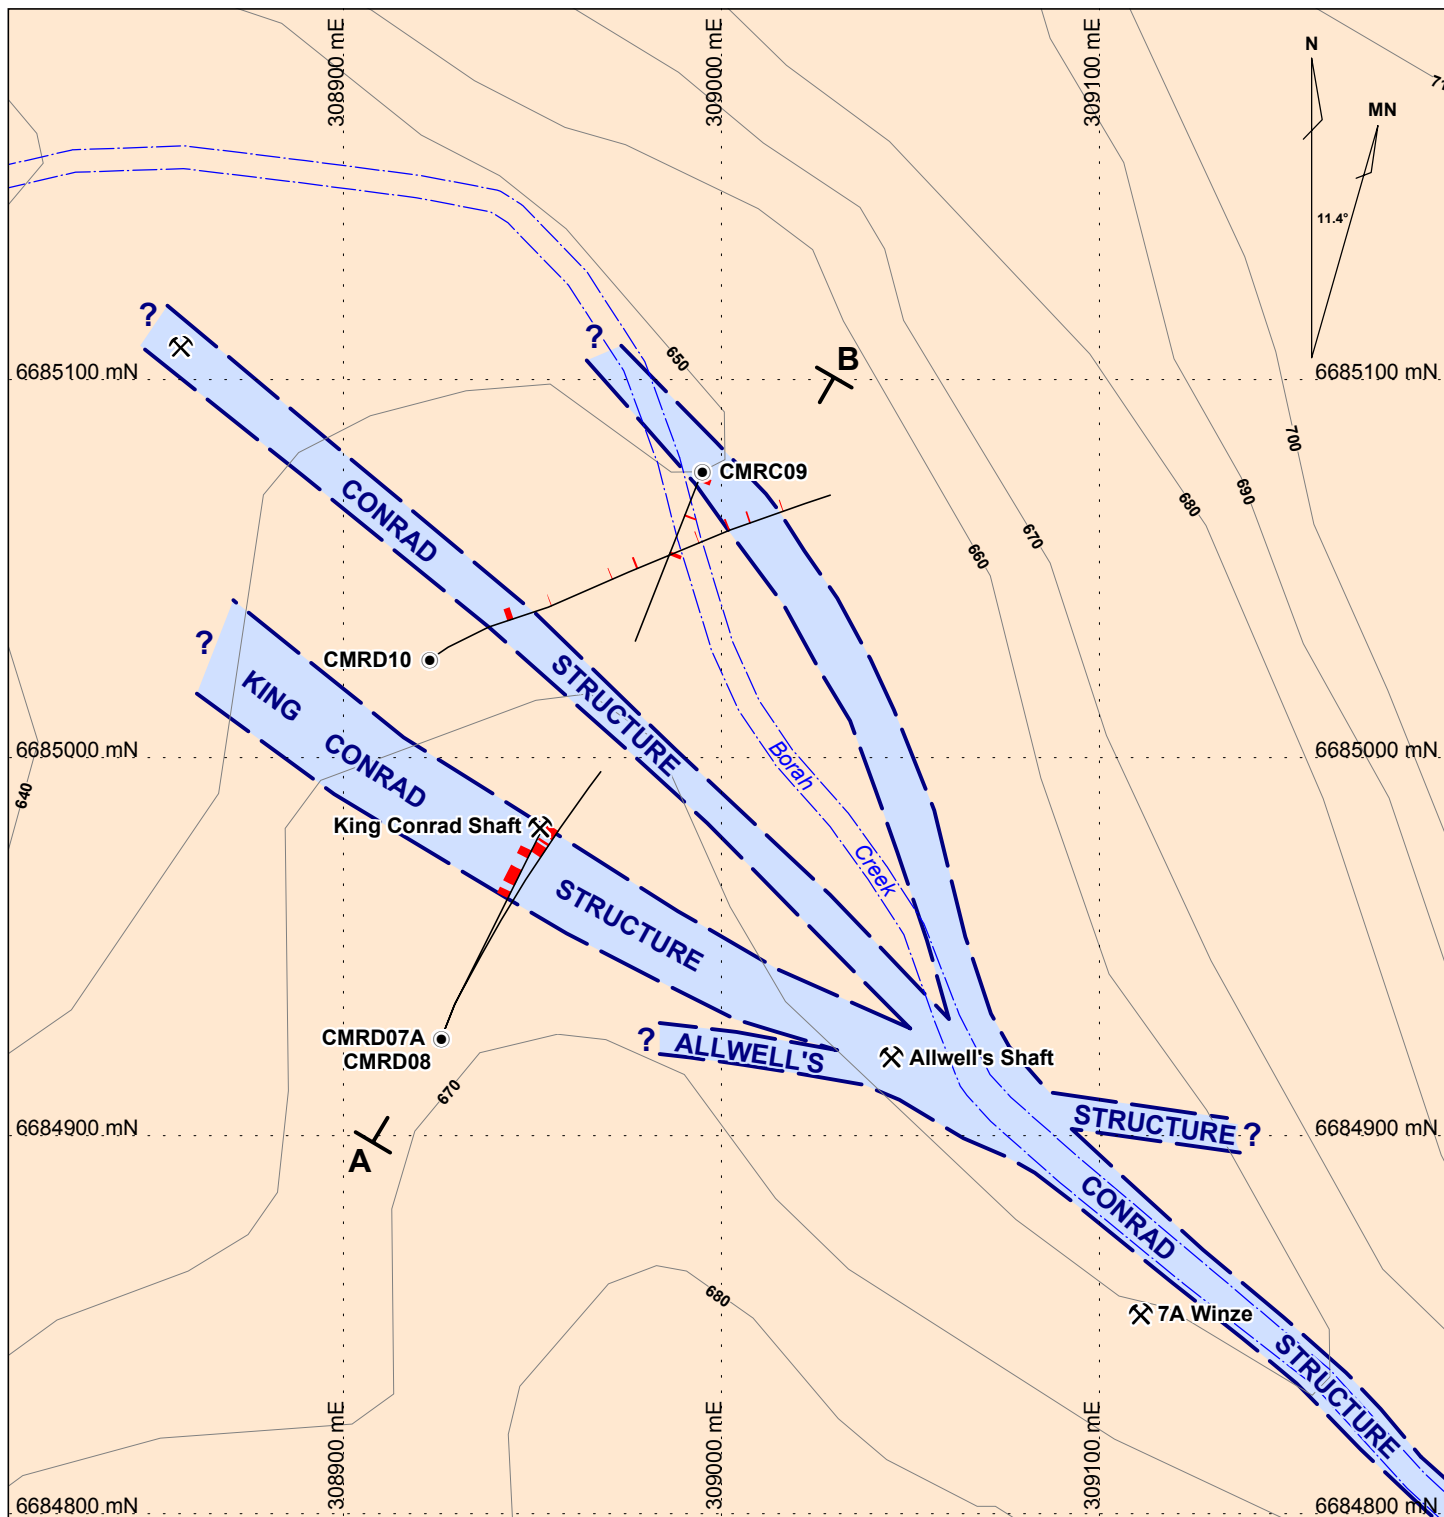 308900 mE
309000 mE
309100 mE
N
MN
71
11.4°
?
?
650
B
6685100 mN
6685100 mN
700
CMRC09
690
680
CONRAD
670
660
?
CMRD10
KING
STRUCTURE
6685000 mN
6685000 mN
CONRAD
Borah
640
King Conrad Shaft
Creek
STRUCTURE
CMRD07A
CMRD08
?
ALLWELL'S
Allwell's Shaft
670
STRUCTURE ?
6684900 mN
6684900 mN
A
CONRAD
680
7A Winze
STRUCTURE
308900 mE
309000 mE
309100 mE
6684800 mN
6684800 mN